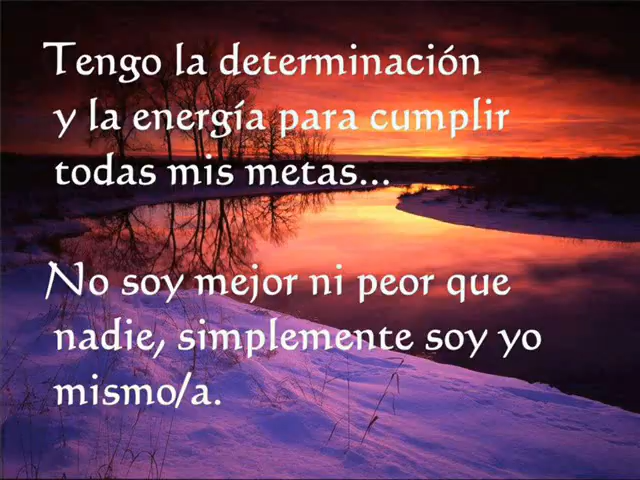 Tengo la determinación
y la energía para cumplir
todas mis metas...
No soy mejor ni peor que
nadie, simplemente soy yo
mismo/a.